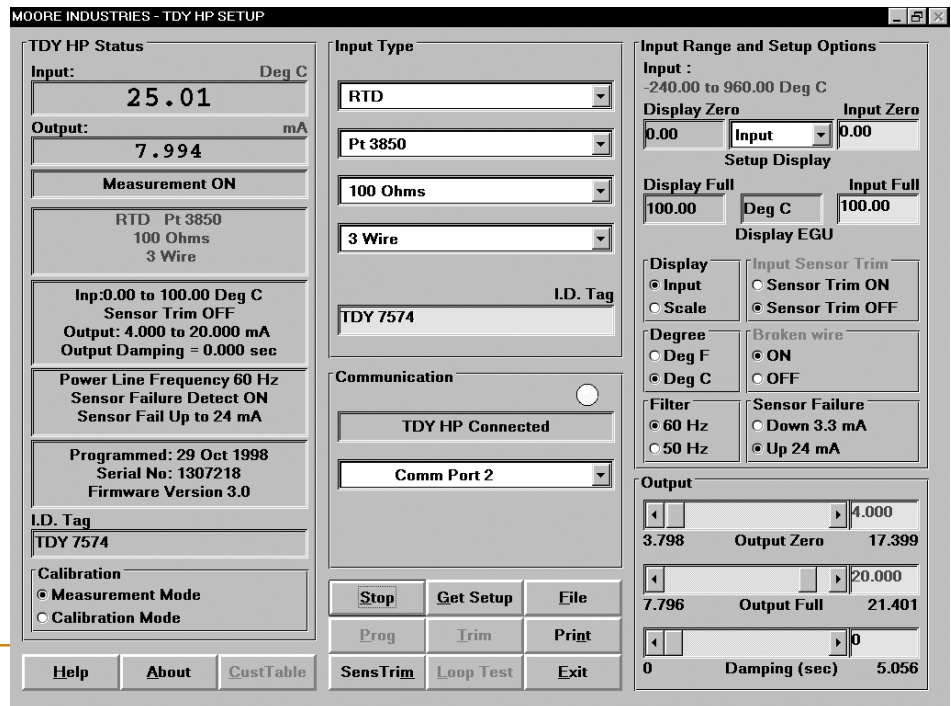 MOORE INDUSTRIES - TDY HP SETUP
TDY HP Status
Input: Deg C
25.01
Output: mA
7.994
Measurement ON
RTD Pt 3850
100 Ohms
3 Wire
Inp:0.00 to 100.00 Deg C
Sensor Trim OFF
Output: 4.000 to 20.000 mA
Output Damping = 0.000 sec
Power Line Frequency 60 Hz
Sensor Failure Detect ON
Sensor Fail Up to 24 mA
Programmed: 29 Oct 1998
Serial No: 1307218
Firmware Version 3.0
I.D. Tag
TDY 7574
Calibration
Measurement Mode
Calibration Mode
Help About CustTable
Input Type
RTD
Pt 3850
100 Ohms
3 Wire
I.D. Tag
TDY 7574
Communication
TDY HP Connected
Comm Port 2
Stop Get Setup File
Prog Trim Print
SensTrim Loop Test Exit
Input Range and Setup Options
Input :
-240.00 to 960.00 Deg C
Display Zero Input Zero
0.00 Input 0.00
Setup Display
Display Full Input Full
100.00 Deg C 100.00
Display EGU
Display Input Sensor Trim
Input Sensor Trim ON
Scale Sensor Trim OFF
Degree Broken wire
Deg F ON
Deg C OFF
Filter Sensor Failure
60 Hz Down 3.3 mA
50 Hz Up 24 mA
Output
4.000
3.798 Output Zero 17.399
20.000
7.796 Output Full 21.401
0
0 Damping (sec) 5.056